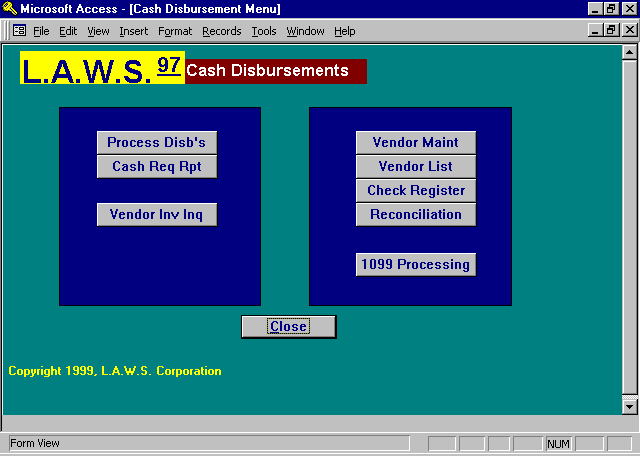 Microsoft Access - [Cash Disbursement Menu]
File Edit View Insert Format Records Tools Window Help
L.A.W.S. 97 Cash Disbursements
Process Disb's
Cash Req Rpt
Vendor Inv Inq
Vendor Maint
Vendor List
Check Register
Reconciliation
1099 Processing
Close
Copyright 1999, L.A.W.S. Corporation
Form View NUM